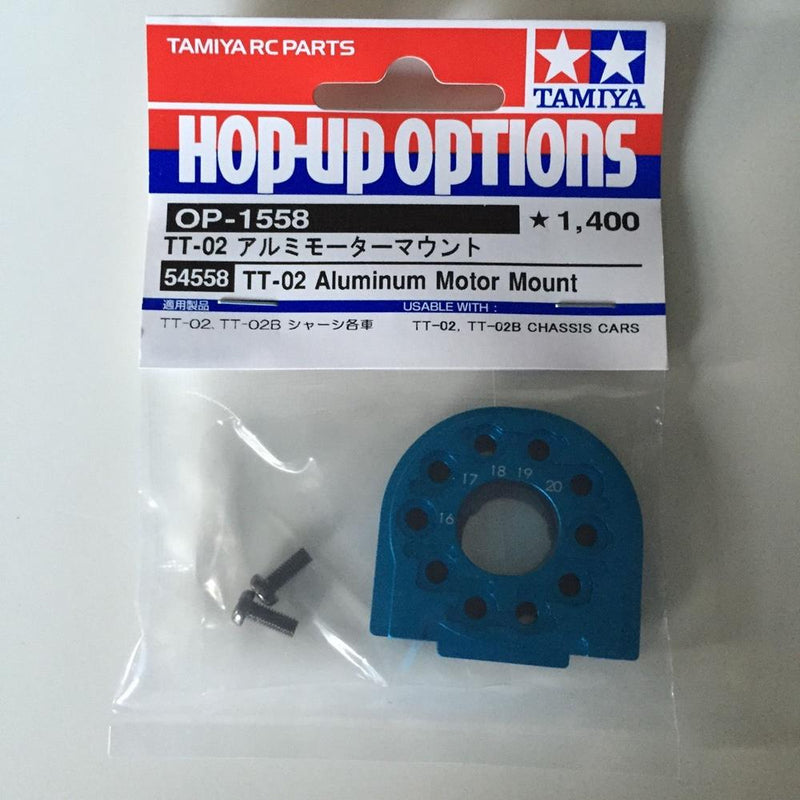 TAMIYA RC PARTS
TAMIYA
HOP-UP OPTIONS
OP-1558 ★ 1,400
TT-02 アルミモーターマウント
54558 TT-02 Aluminum Motor Mount
適用製品 USABLE WITH :
TT-02, TT-02B シャーシ各車 TT-02, TT-02B CHASSIS CARS
16 17 18 19 20